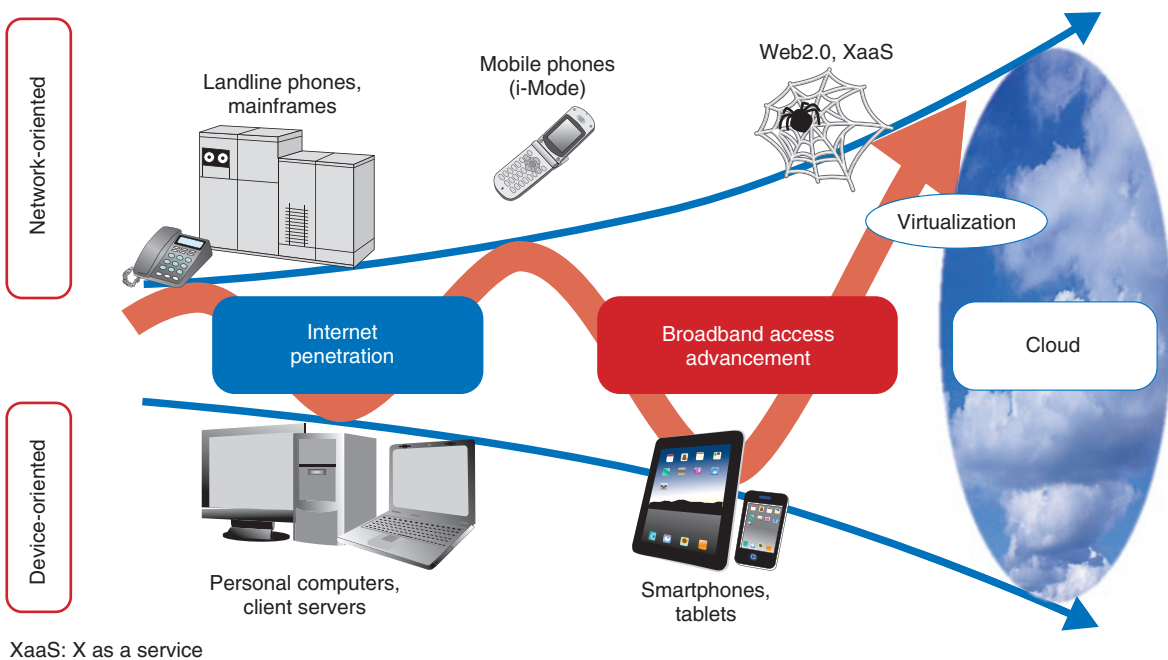 Network-oriented
Landline phones,
mainframes
Mobile phones
(i-Mode)
Web2.0, XaaS
Virtualization
Internet
penetration
Broadband access
advancement
Cloud
Device-oriented
Personal computers,
client servers
Smartphones,
tablets
XaaS: X as a service